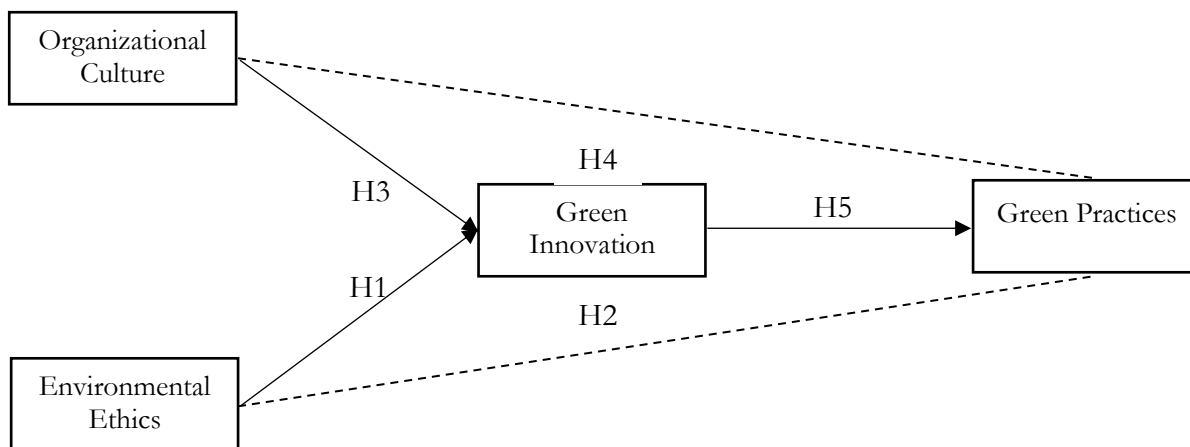 Organizational
Culture
H4
H3
Green
Innovation
H5
Green Practices
H1
H2
Environmental
Ethics